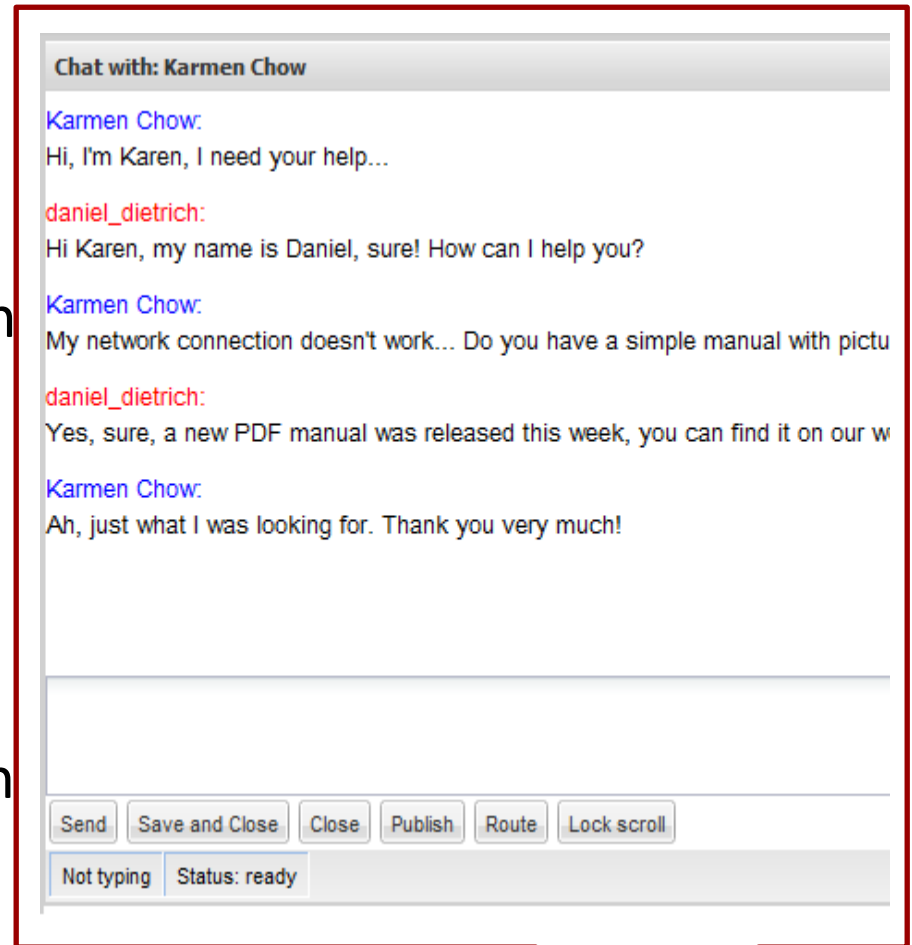 Chat with: Karmen Chow
Karmen Chow:
Hi, I'm Karen, I need your help...
daniel_dietrich:
Hi Karen, my name is Daniel, sure! How can I help you?
Karmen Chow:
My network connection doesn't work... Do you have a simple manual with pictu
daniel_dietrich:
Yes, sure, a new PDF manual was released this week, you can find it on our w
Karmen Chow:
Ah, just what I was looking for. Thank you very much!
Send Save and Close Close Publish Route Lock scroll
Not typing Status: ready